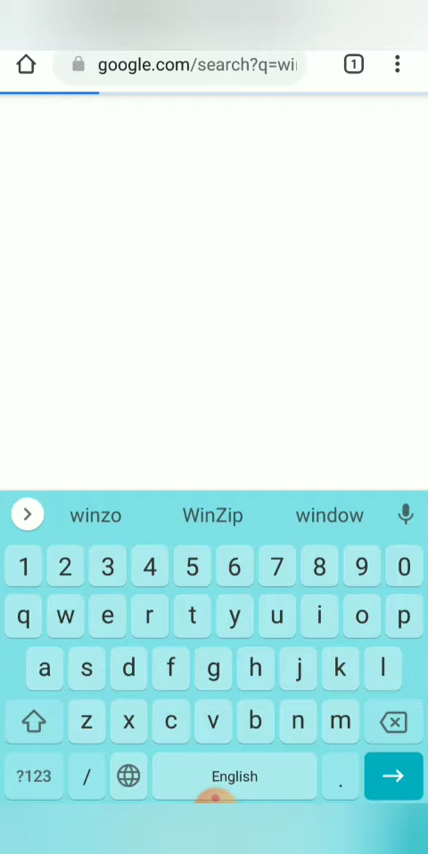 google.com/search?q=wi
1
winzo WinZip window
1 2 3 4 5 6 7 8 9 0
q w e r t y u i o p
a s d f g h j k l
z x c v b n m
?123 / English .